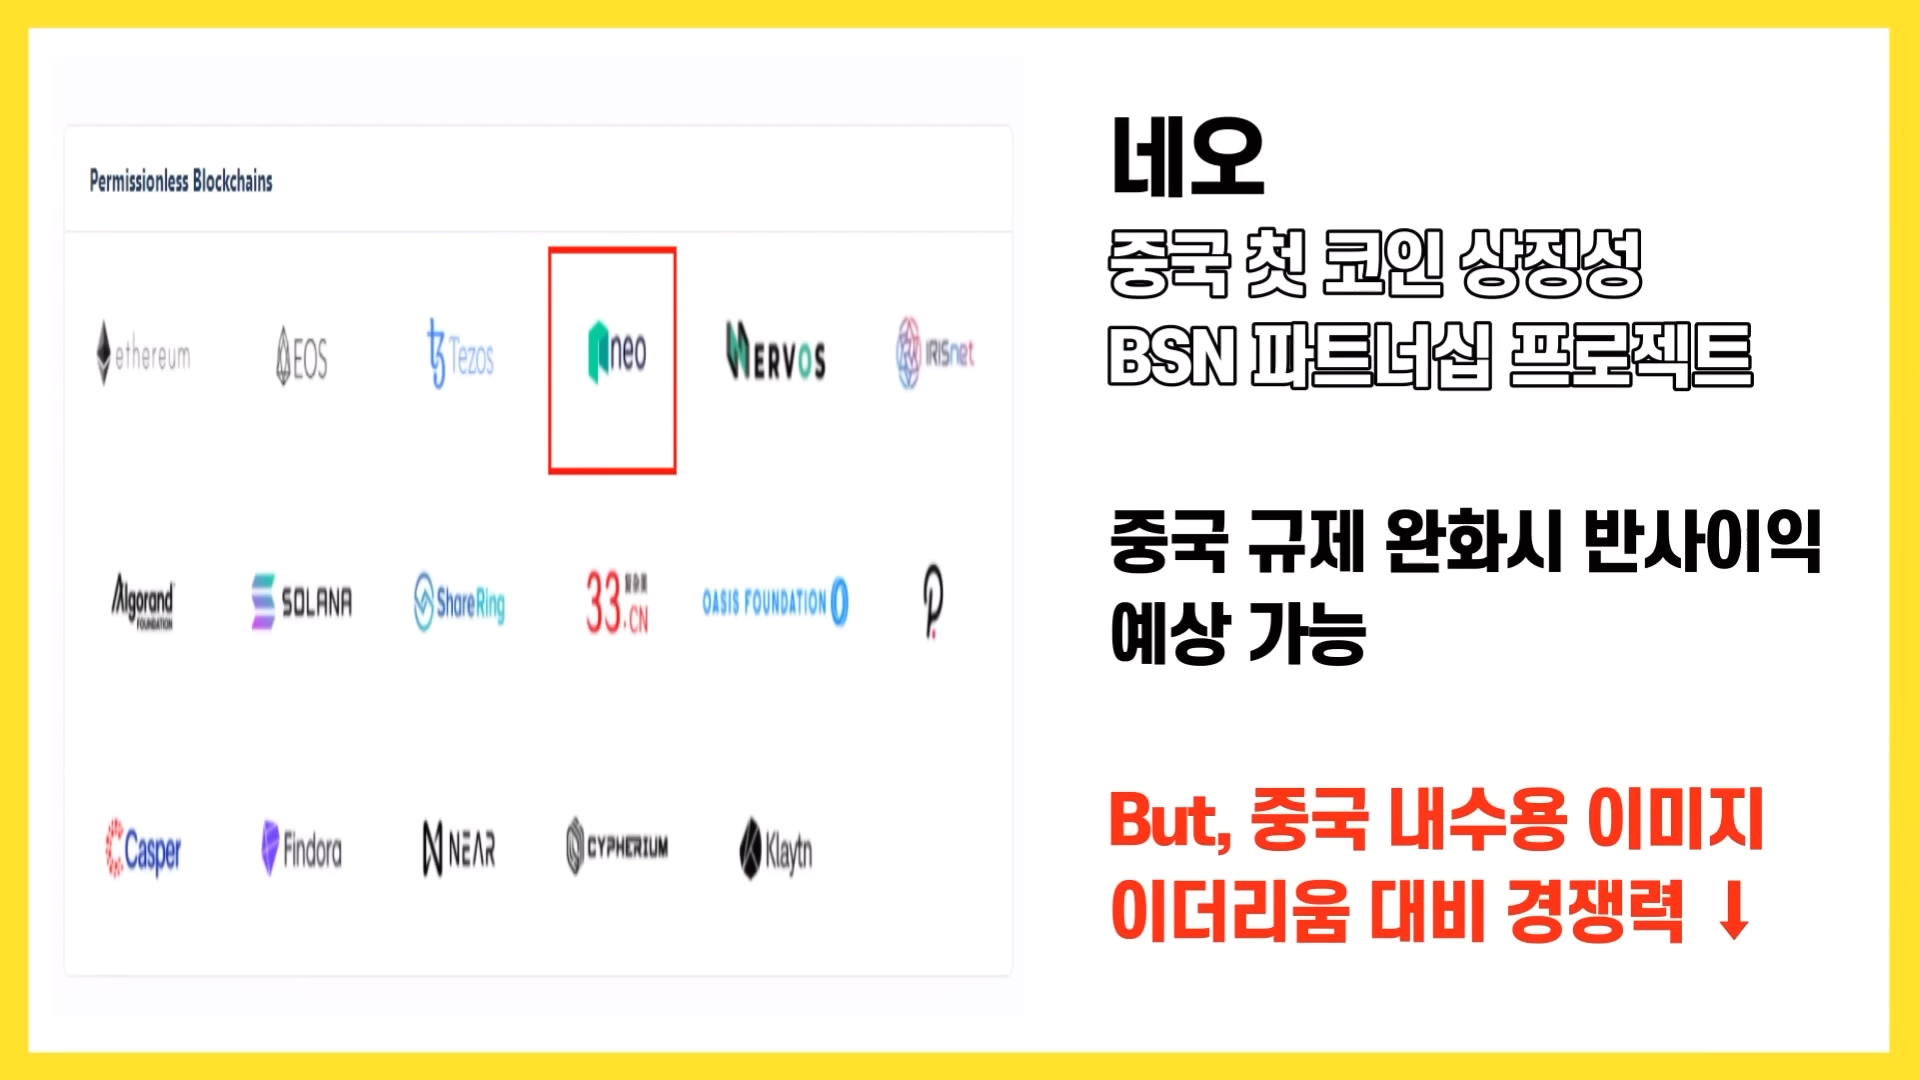 Permissionless Blockchains
ethereum
EOS
Tezos
neo
NERVOS
IRISnet
Algorand
FOUNDATION
SOLANA
ShareRing
33.CN
OASIS FOUNDATION
Casper
Findora
NEAR
CYPHERIUM
Klaytn
네오
중국 첫 코인 상징성
BSN 파트너십 프로젝트
중국 규제 완화시 반사이익
예상 가능
But, 중국 내수용 이미지
이더리움 대비 경쟁력 ↓